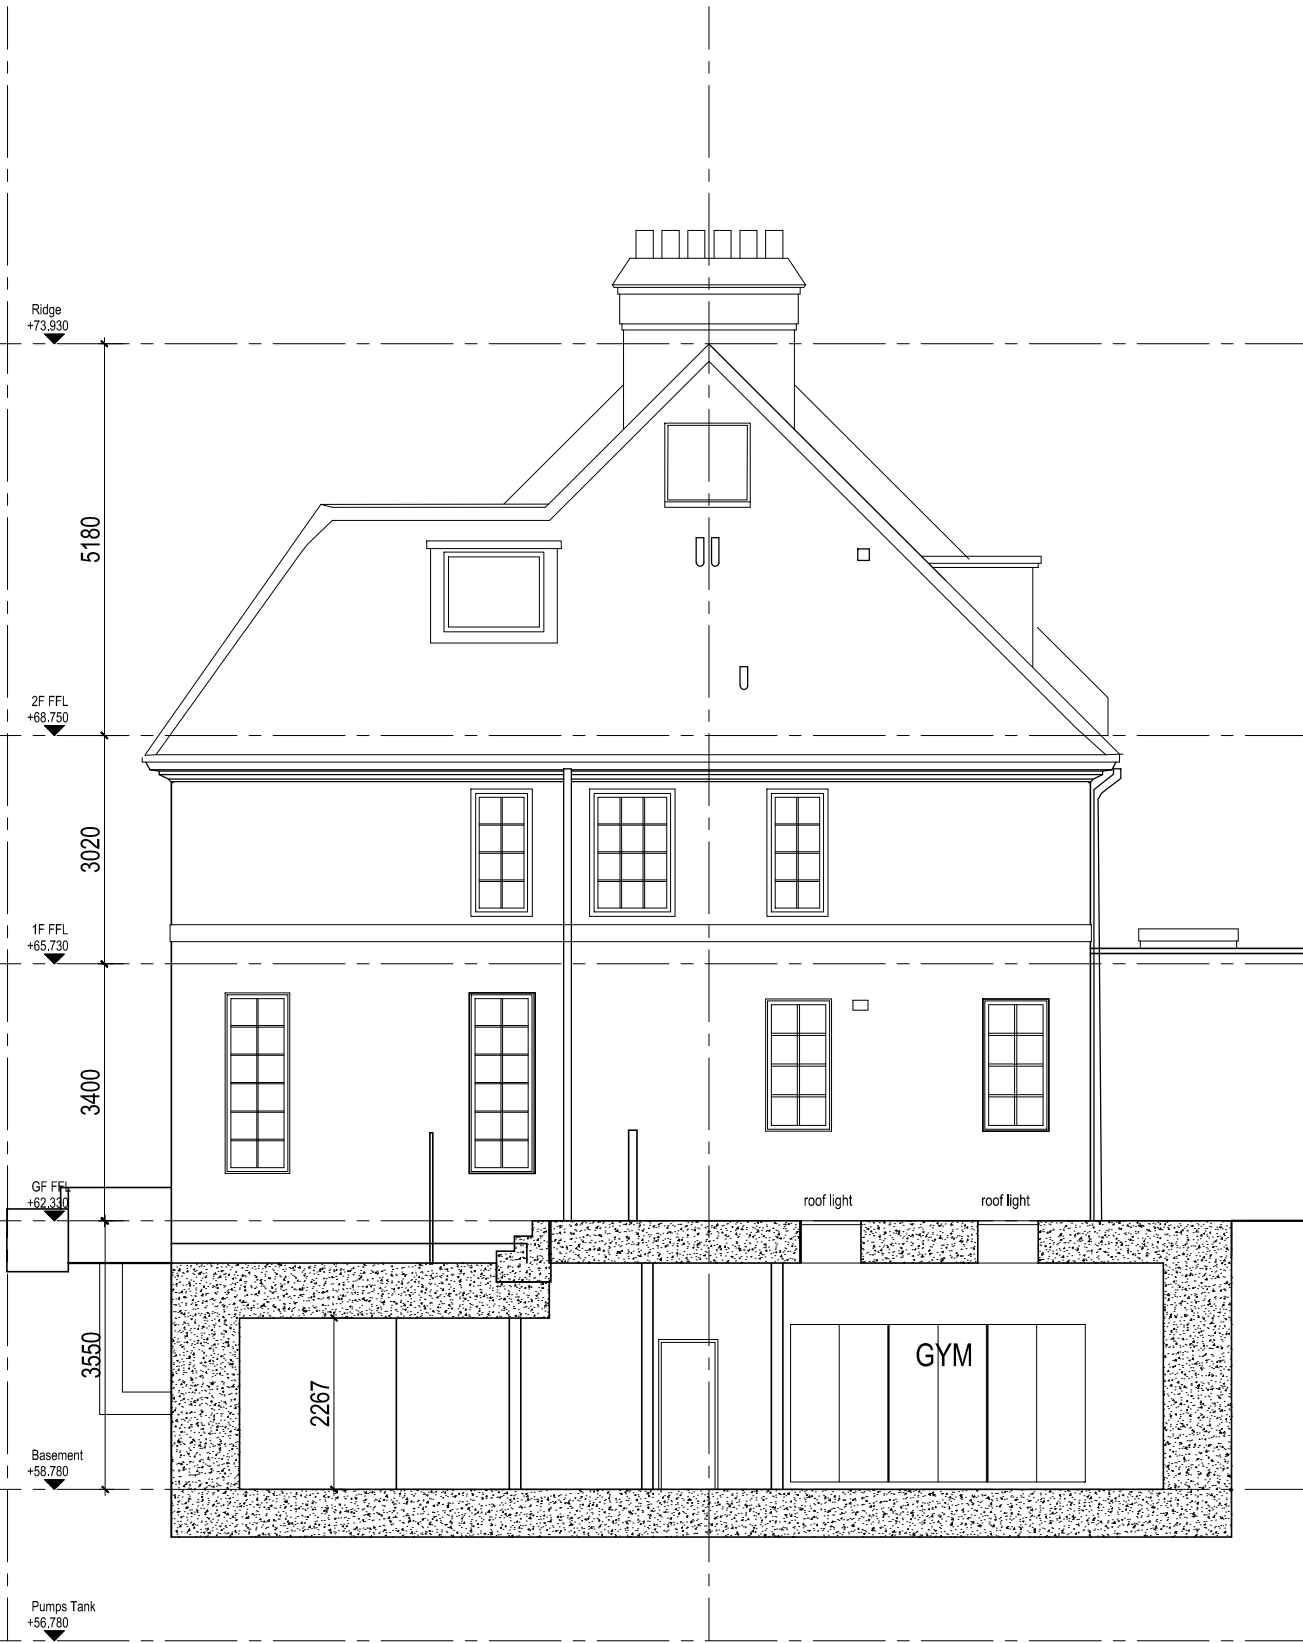 Ridge
+73.930
5180
2F FFL
+68.750
3020
1F FFL
+65.730
3400
GF FFL
+62.330
roof light
roof light
3550
GYM
2267
Basement
+58.780
Pumps Tank
+56.780